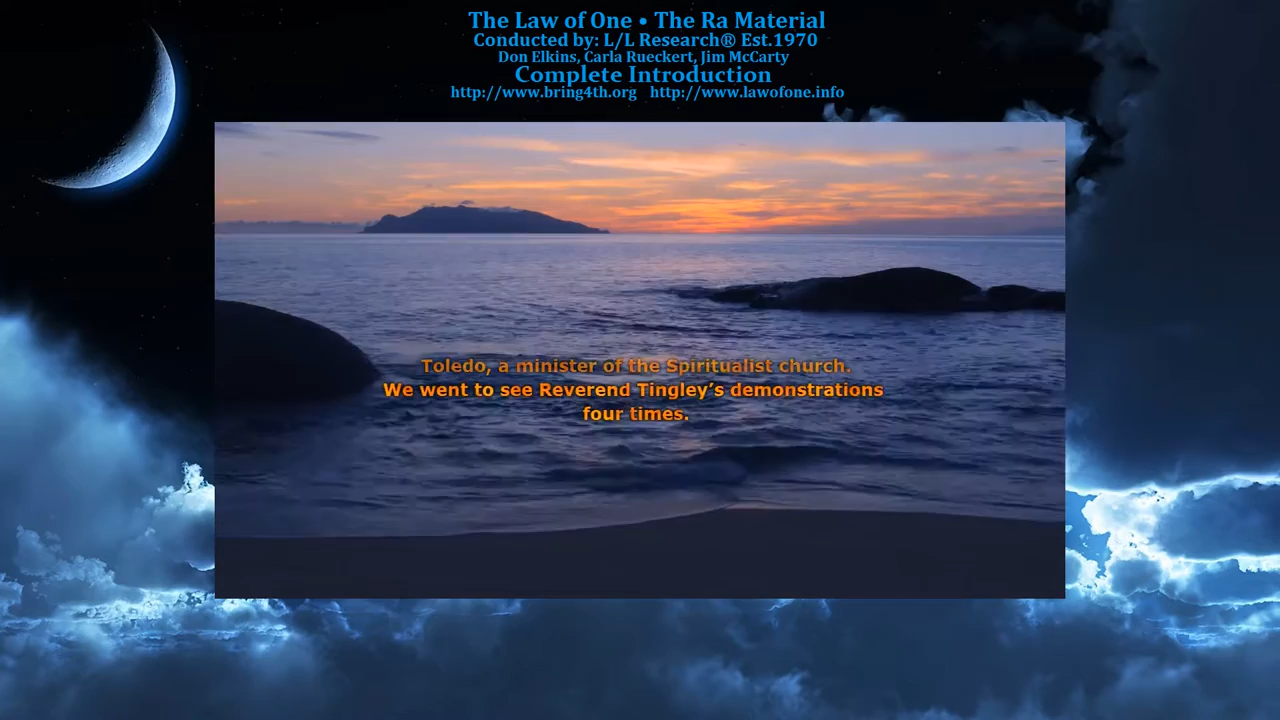 The Law of One • The Ra Material
Conducted by: L/L Research® Est.1970
Don Elkins, Carla Rueckert, Jim McCarty
Complete Introduction
http://www.bring4th.org http://www.lawofone.info
Toledo, a minister of the Spiritualist church.
We went to see Reverend Tingley’s demonstrations
four times.